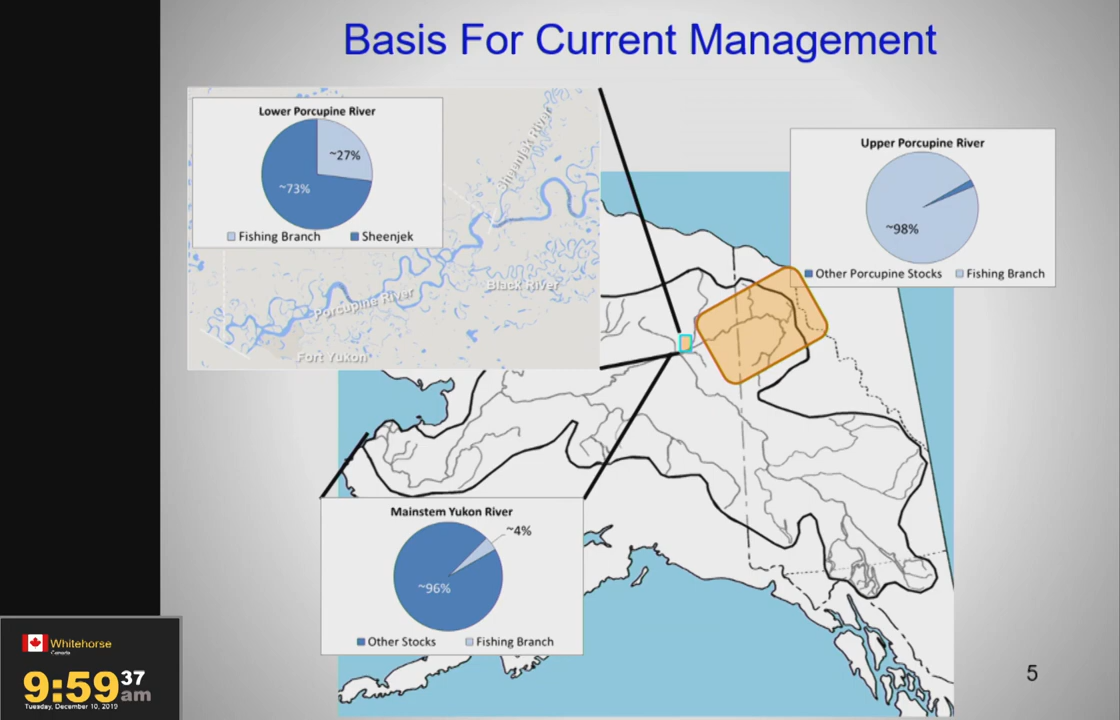 Basis For Current Management
Lower Porcupine River
~27%
~73%
Fishing Branch
Sheenjek
Sheenjek River
Black River
Porcupine River
Fort Yukon
Upper Porcupine River
~98%
Other Porcupine Stocks
Fishing Branch
Mainstem Yukon River
~4%
~96%
Other Stocks
Fishing Branch
5
Whitehorse
Canada
9:59 37 am
Tuesday, December 10, 2019